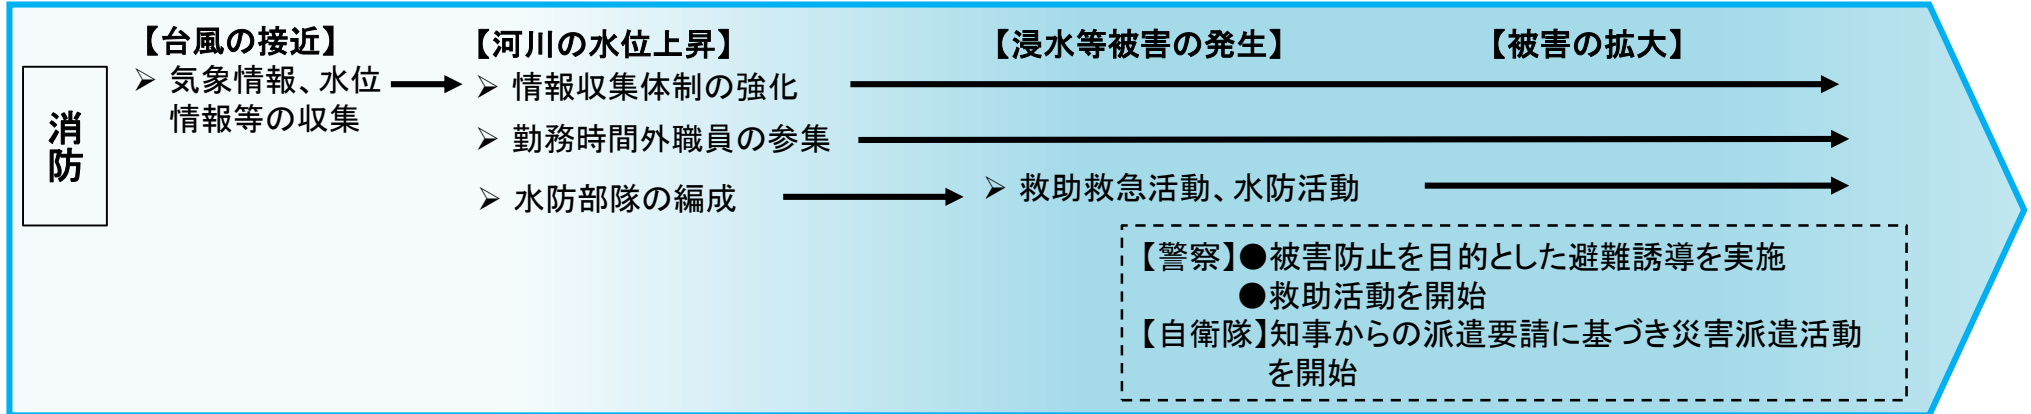 消防
【台風の接近】
➢ 気象情報、水位
情報等の収集
【河川の水位上昇】
➢ 情報収集体制の強化
➢ 勤務時間外職員の参集
➢ 水防部隊の編成
【浸水等被害の発生】
➢ 救助救急活動、水防活動
【被害の拡大】
【警察】●被害防止を目的とした避難誘導を実施
●救助活動を開始
【自衛隊】知事からの派遣要請に基づき災害派遣活動
を開始